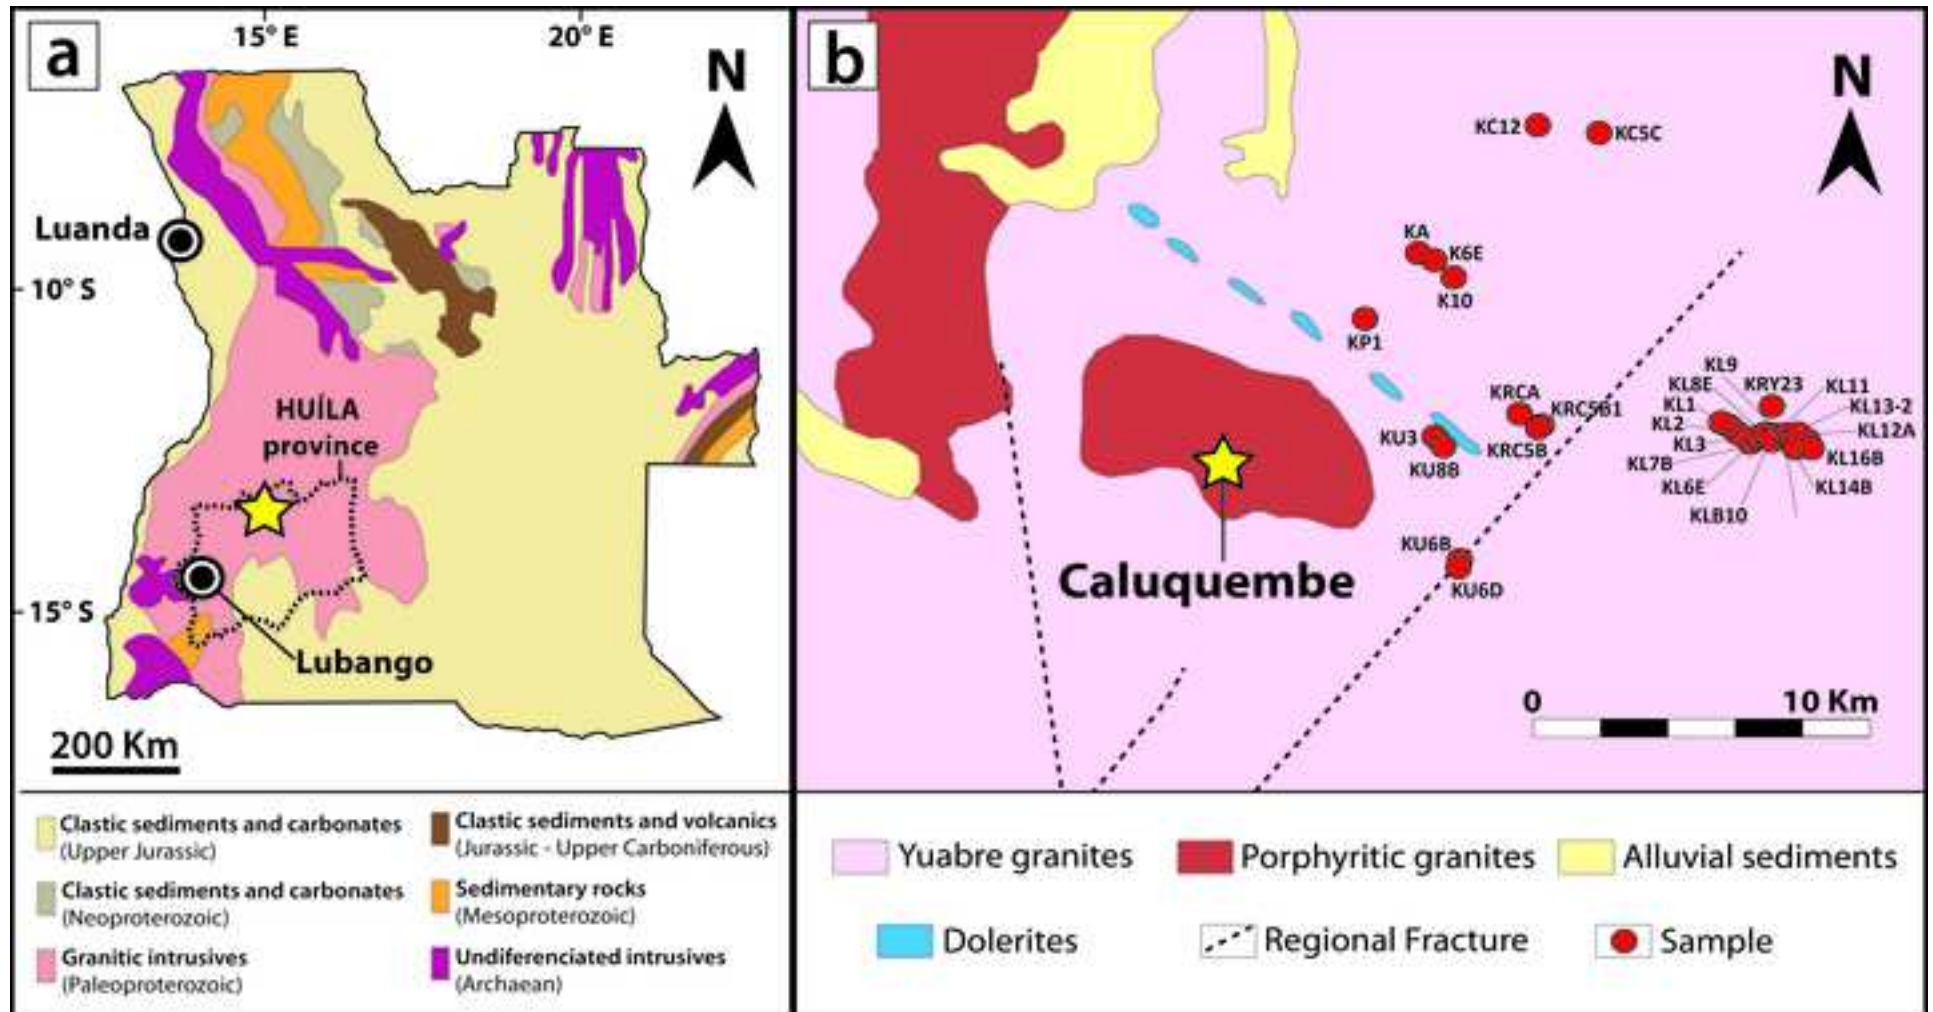 a
15° E
20° E
N
Luanda
10° S
HUÍLA
province
15° S
Lubango
200 Km
Clastic sediments and carbonates
(Upper Jurassic)
Clastic sediments and carbonates
(Neoproterozoic)
Granitic intrusives
(Paleoproterozoic)
Clastic sediments and volcanics
(Jurassic - Upper Carboniferous)
Sedimentary rocks
(Mesoproterozoic)
Undiferenciated intrusives
(Archaean)
b
N
KC12
KC5C
KA
K6E
K10
KP1
KL9
KL8E
KRY23
KL11
KL1
KL13-2
KL2
KL12A
KL3
KL16B
KL7B
KL6E
KL14B
KLB10
KRCA
KRC5B1
KU3
KRC5B
KU8B
KU6B
KU6D
Caluquembe
0
10 Km
Yuabre granites
Porphyritic granites
Alluvial sediments
Dolerites
Regional Fracture
Sample